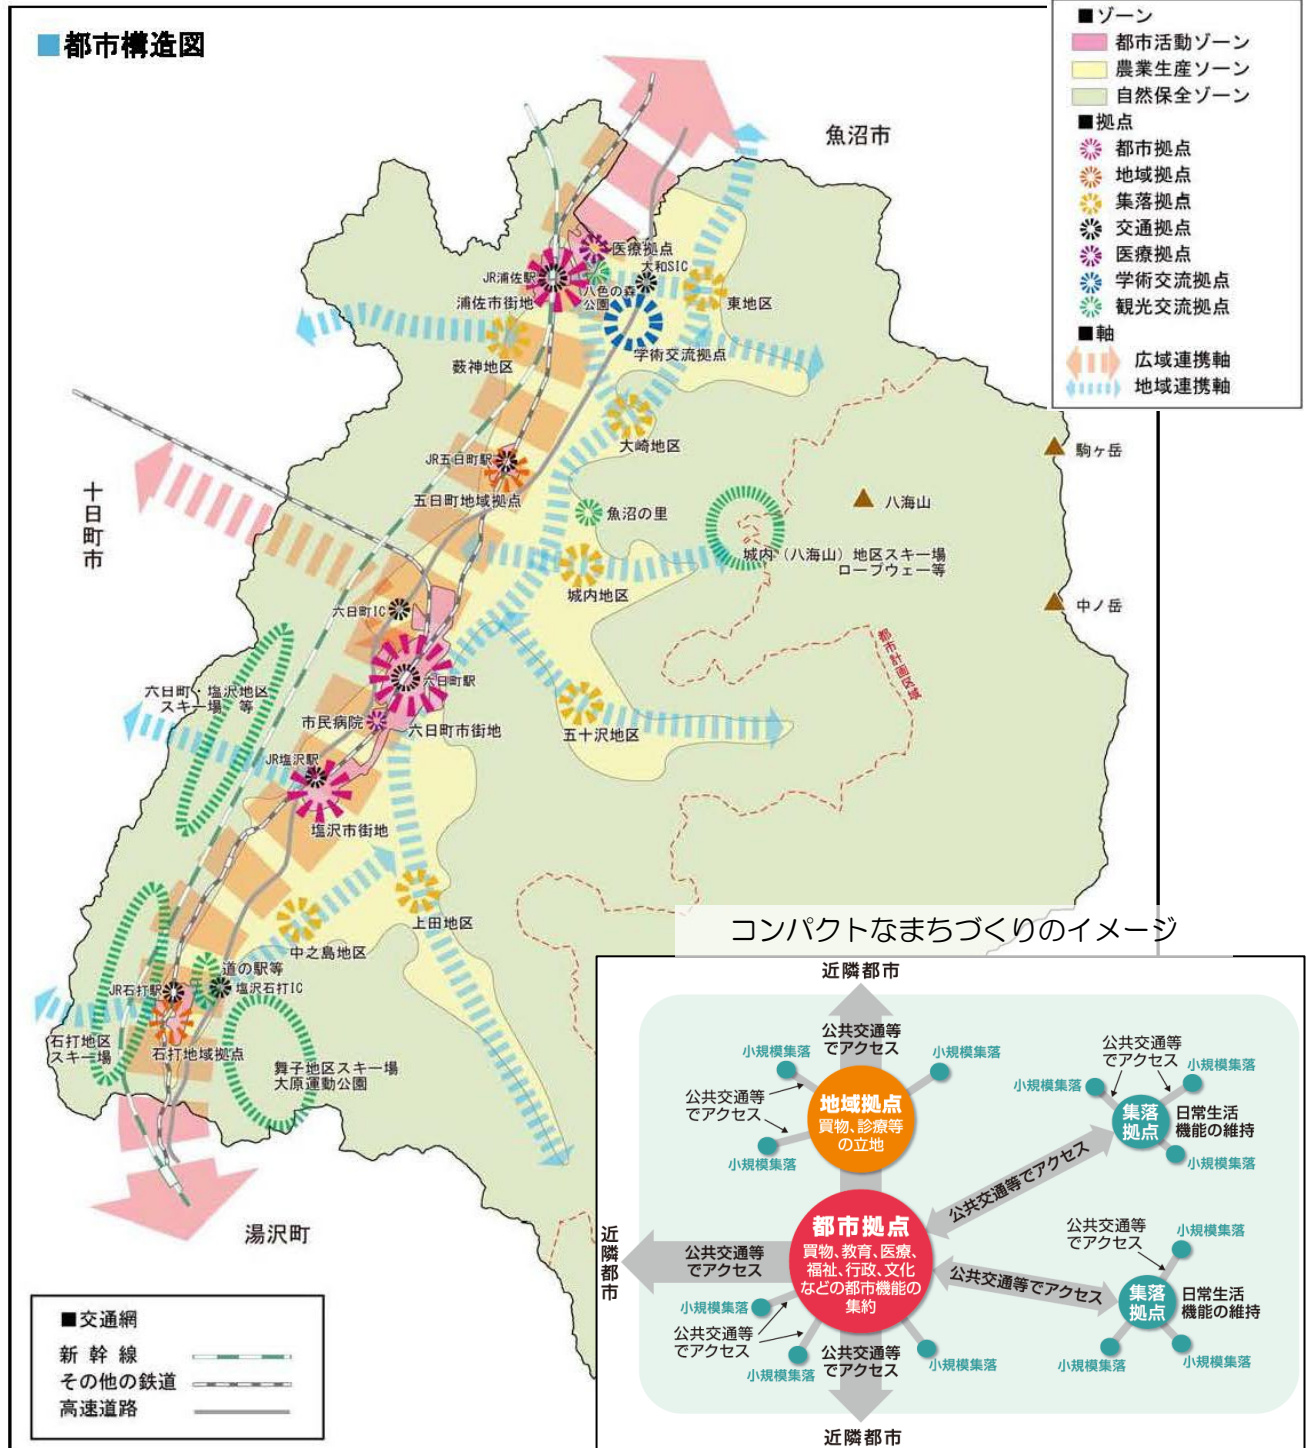 ■都市構造図
■ゾーン
都市活動ゾーン
農業生産ゾーン
自然保全ゾーン
■拠点
都市拠点
地域拠点
集落拠点
交通拠点
医療拠点
学術交流拠点
観光交流拠点
■軸
広域連携軸
地域連携軸
魚沼市
医療拠点
大和SIC
JR浦佐駅
八色の森
公園
浦佐市街地
東地区
学術交流拠点
薮神地区
大崎地区
駒ヶ岳
JR五日町駅
五日町地域拠点
八海山
魚沼の里
十日町市
城内（八海山）地区スキー場
ロープウェー等
城内地区
六日町IC
中ノ岳
都市計画区域
六日町駅
六日町・塩沢地区
スキー場 等
市民病院
六日町市街地
五十沢地区
JR塩沢駅
塩沢市街地
上田地区
中之島地区
道の駅等
JR石打駅
塩沢石打IC
石打地区
スキー場
石打地域拠点
舞子地区スキー場
大原運動公園
湯沢町
■交通網
新幹線
その他の鉄道
高速道路
コンパクトなまちづくりのイメージ
近隣都市
公共交通等
でアクセス
小規模集落
小規模集落
公共交通等
でアクセス
地域拠点
買物、診療等
の立地
小規模集落
公共交通等
でアクセス
小規模集落
小規模集落
集落
拠点
日常生活
機能の維持
小規模集落
公共交通等でアクセス
都市拠点
買物、教育、医療、
福祉、行政、文化
などの都市機能の
集約
近隣都市
公共交通等
でアクセス
公共交通等でアクセス
公共交通等
でアクセス
小規模集落
集落
拠点
日常生活
機能の維持
小規模集落
小規模集落
小規模集落
公共交通等
でアクセス
小規模集落
公共交通等
でアクセス
小規模集落
近隣都市